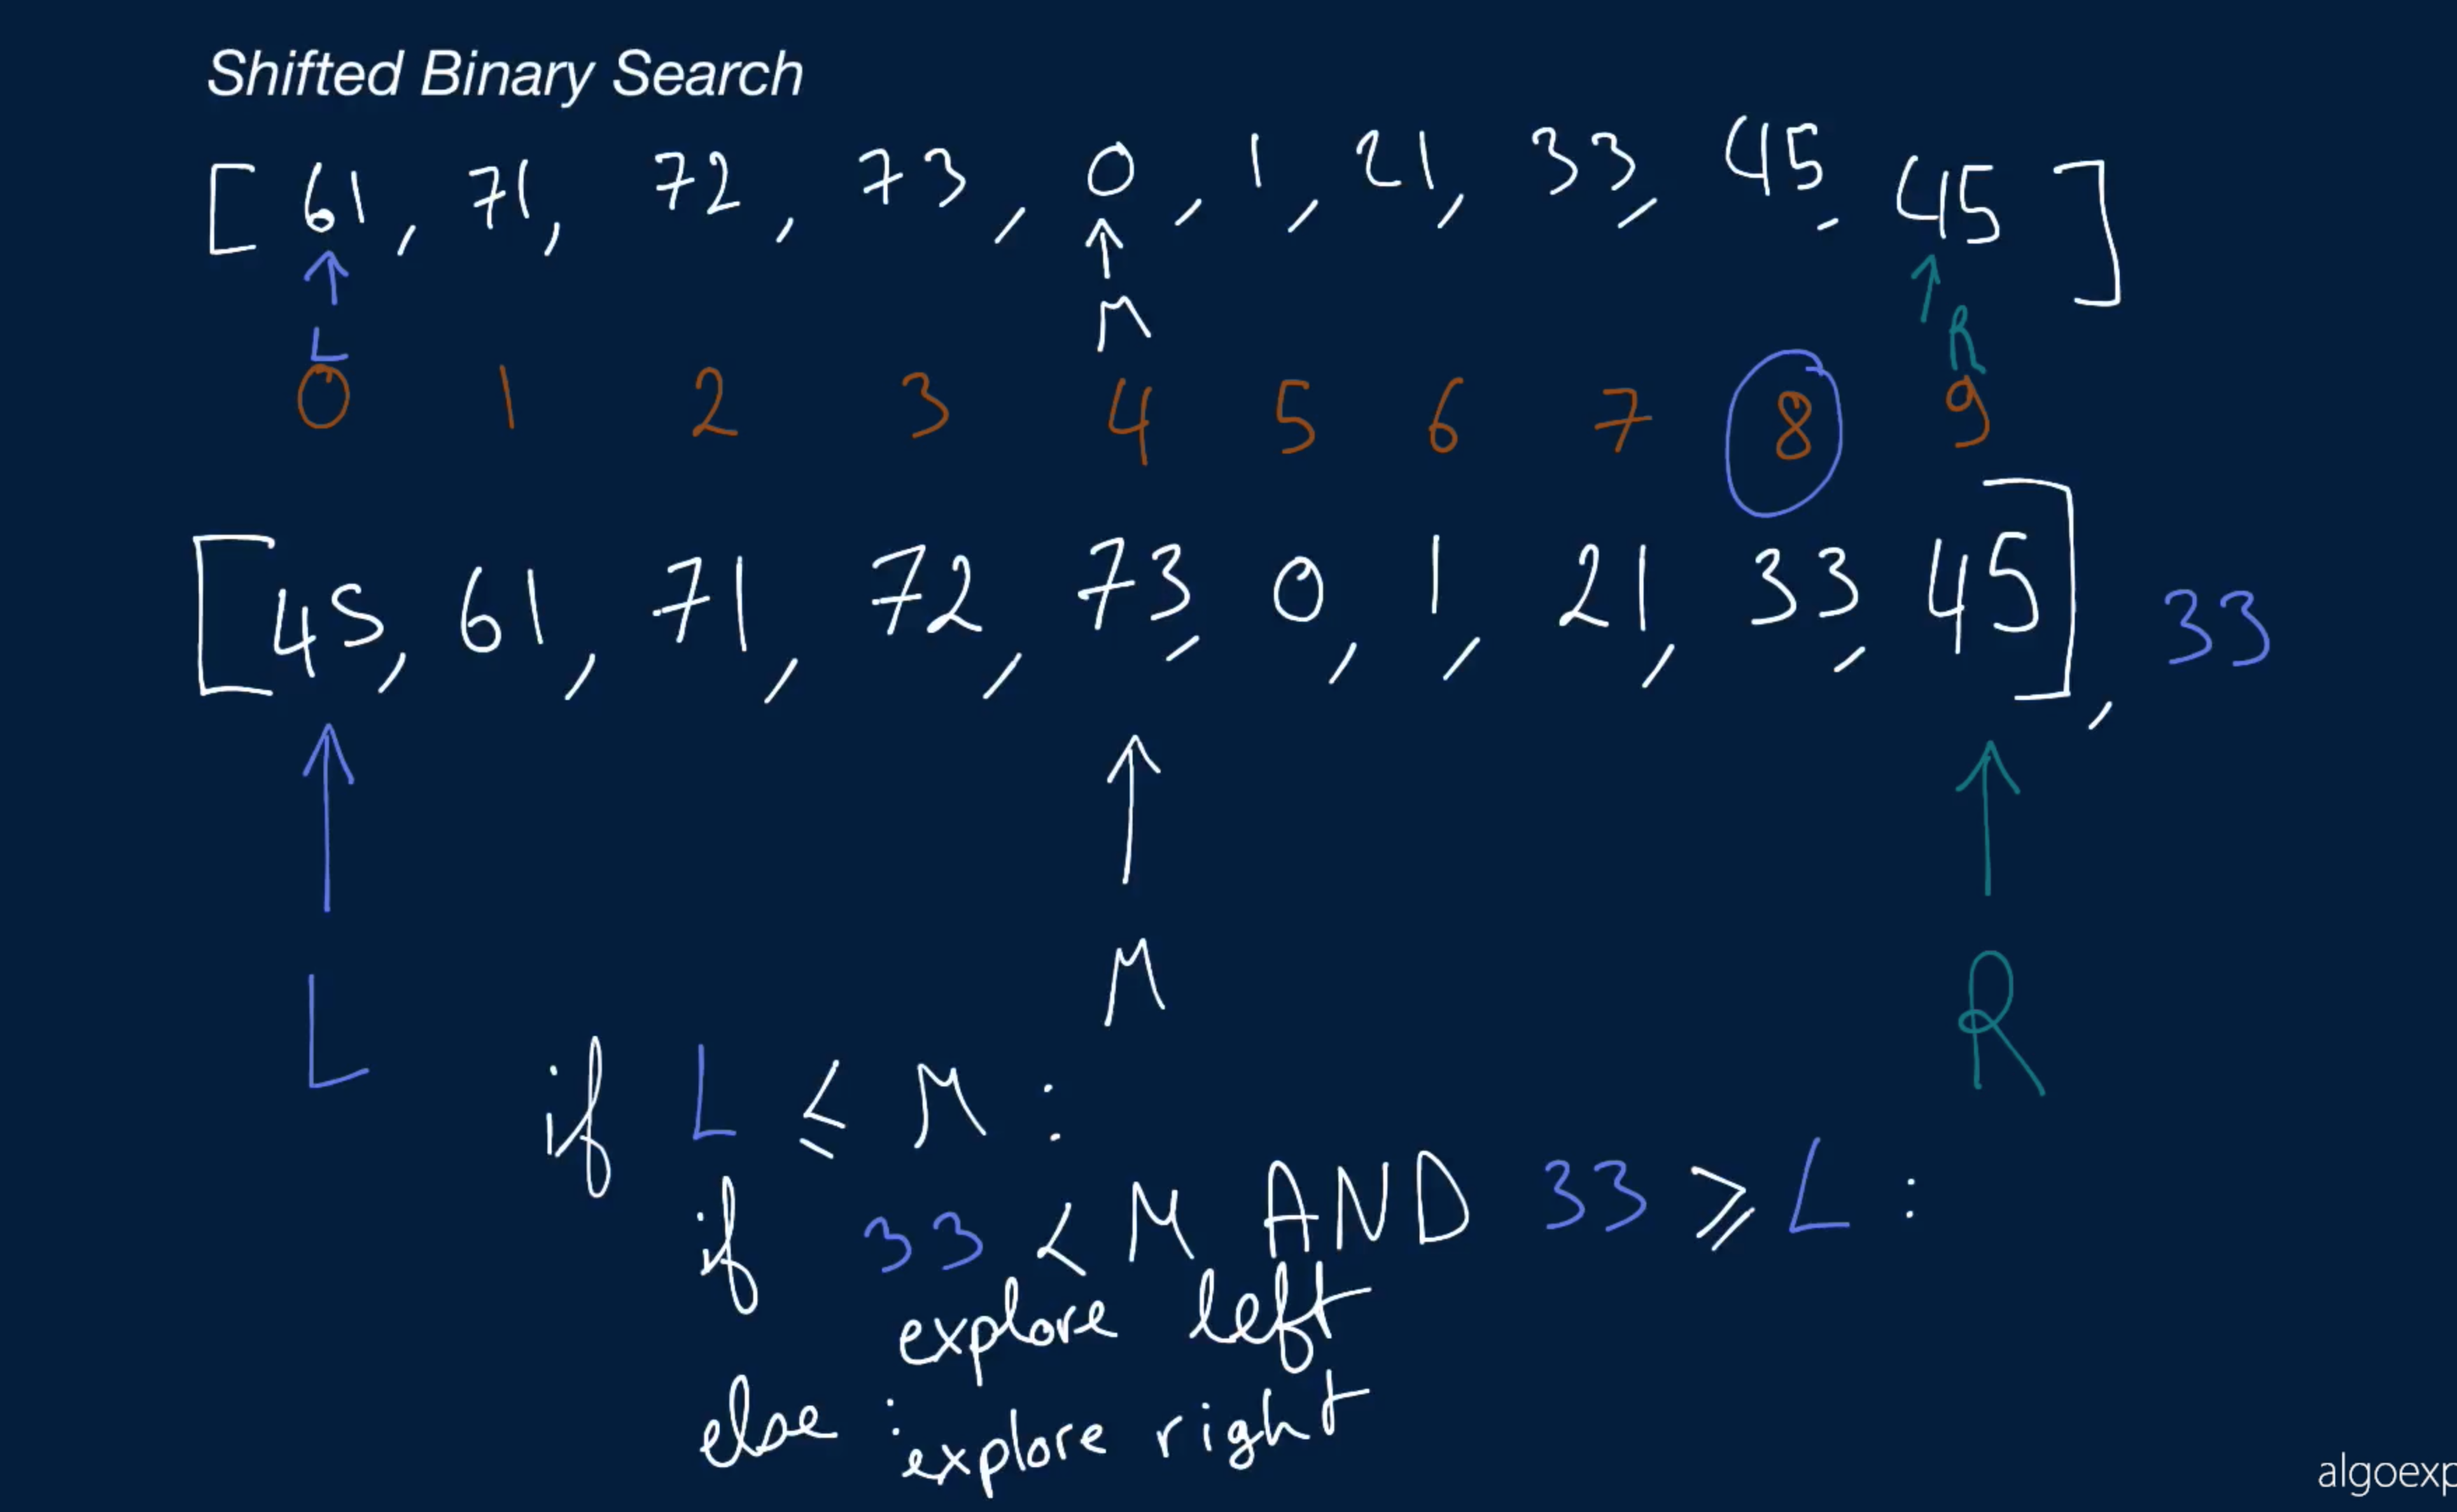 Shifted Binary Search
[ 61, 71, 72, 73, 0, 1, 21, 33, 45, 45 ]
L M R
0 1 2 3 4 5 6 7 8 9
[45, 61, 71, 72, 73, 0, 1, 21, 33, 45], 33
L M R
if L ≤ M :
if 33 < M AND 33 ≥ L :
explore left
else : explore right
algoexp